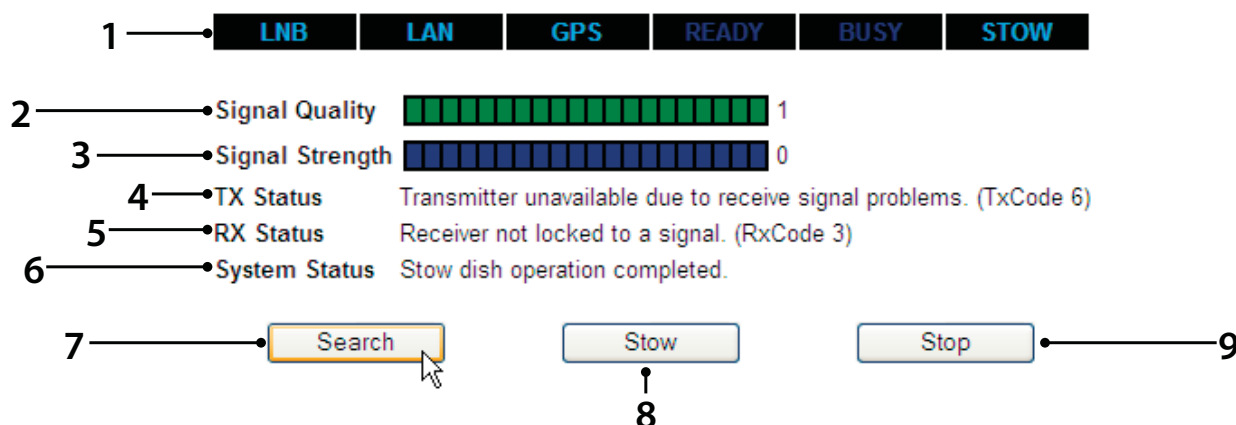 1 LNB LAN GPS READY BUSY STOW
2 Signal Quality 1
3 Signal Strength 0
4 TX Status Transmitter unavailable due to receive signal problems. (TxCode 6)
5 RX Status Receiver not locked to a signal. (RxCode 3)
6 System Status Stow dish operation completed.
7 Search Stow Stop 9
8